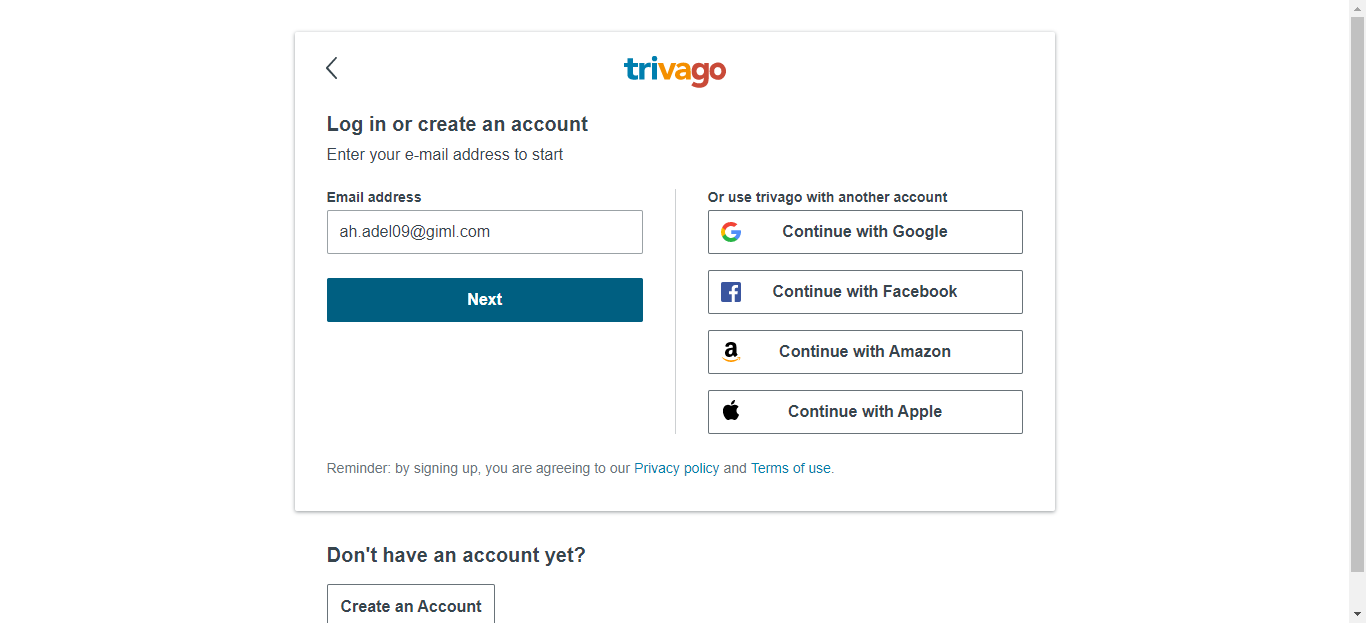 trivago
Log in or create an account
Enter your e-mail address to start
Email address
ah.adel09@giml.com
Next
Or use trivago with another account
Continue with Google
Continue with Facebook
Continue with Amazon
Continue with Apple
Reminder: by signing up, you are agreeing to our Privacy policy and Terms of use.
Don't have an account yet?
Create an Account